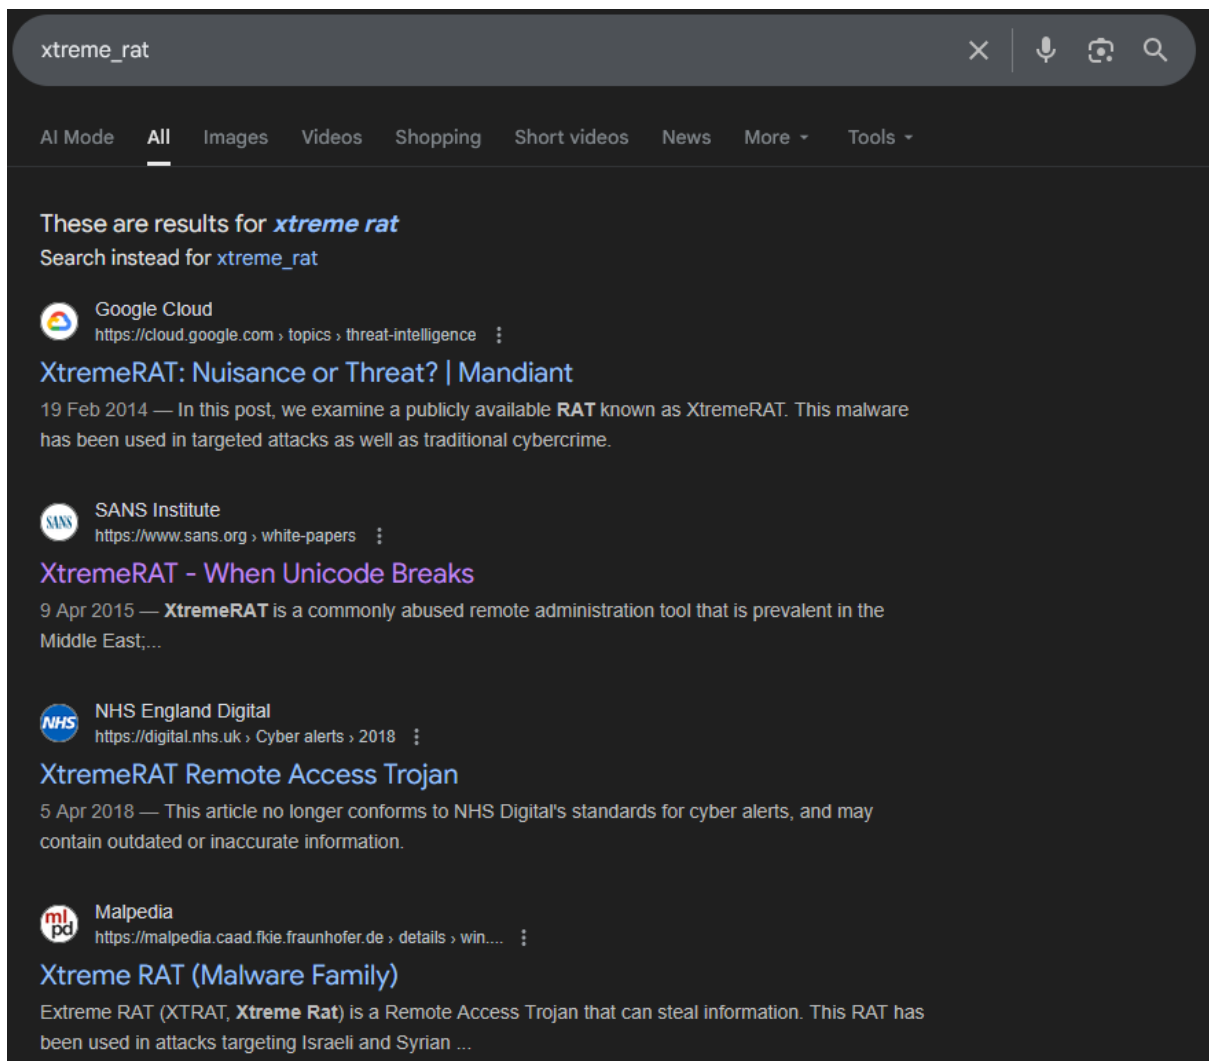 xtreme_rat
AI Mode All Images Videos Shopping Short videos News More Tools
These are results for xtreme rat
Search instead for xtreme_rat
Google Cloud
https://cloud.google.com › topics › threat-intelligence
XtremeRAT: Nuisance or Threat? | Mandiant
19 Feb 2014 — In this post, we examine a publicly available RAT known as XtremeRAT. This malware
has been used in targeted attacks as well as traditional cybercrime.
SANS
SANS Institute
https://www.sans.org › white-papers
XtremeRAT - When Unicode Breaks
9 Apr 2015 — XtremeRAT is a commonly abused remote administration tool that is prevalent in the
Middle East;...
NHS
NHS England Digital
https://digital.nhs.uk › Cyber alerts › 2018
XtremeRAT Remote Access Trojan
5 Apr 2018 — This article no longer conforms to NHS Digital's standards for cyber alerts, and may
contain outdated or inaccurate information.
ml
pd
Malpedia
https://malpedia.caad.fkie.fraunhofer.de › details › win....
Xtreme RAT (Malware Family)
Extreme RAT (XTRAT, Xtreme Rat) is a Remote Access Trojan that can steal information. This RAT has
been used in attacks targeting Israeli and Syrian ...